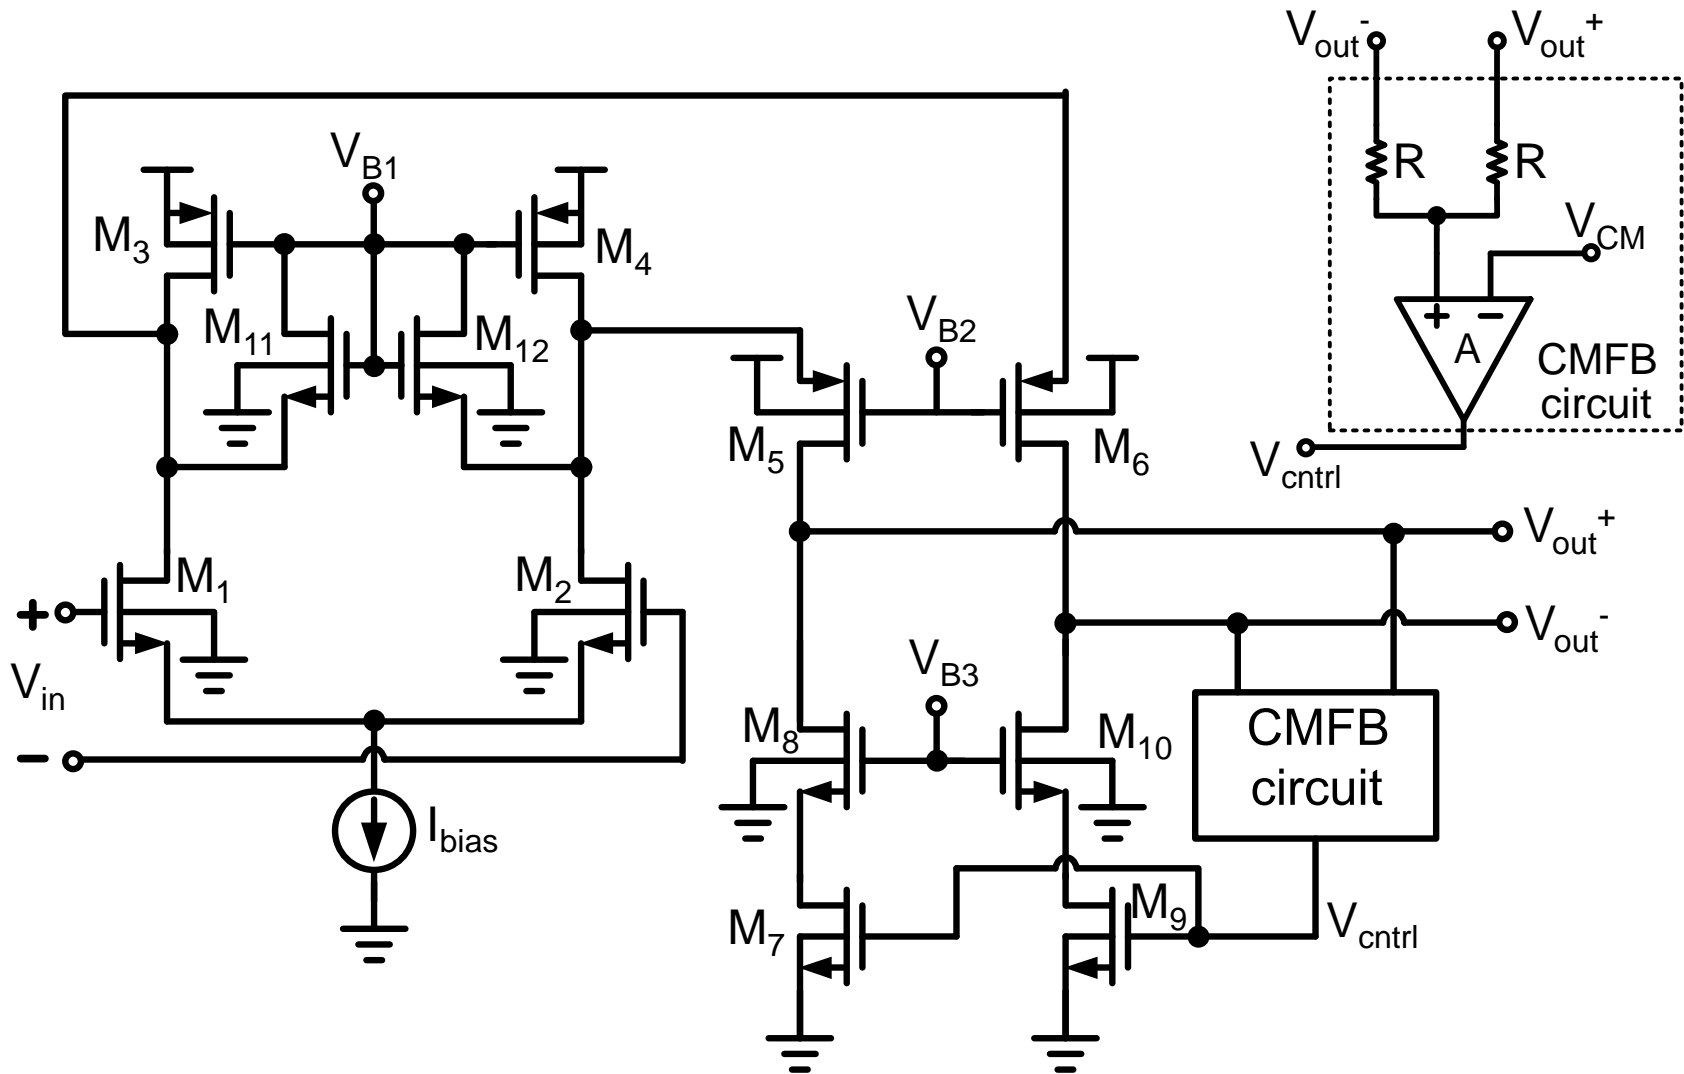 Vout- Vout+
R R
VB1
VCM
M3 M4
+ −
A
CMFB
circuit
Vcntrl
M11 M12
VB2
M5 M6
Vout+
M1 M2
+
Vin
−
Vout-
VB3
M8 M10
CMFB
circuit
Ibias
M7 M9
Vcntrl